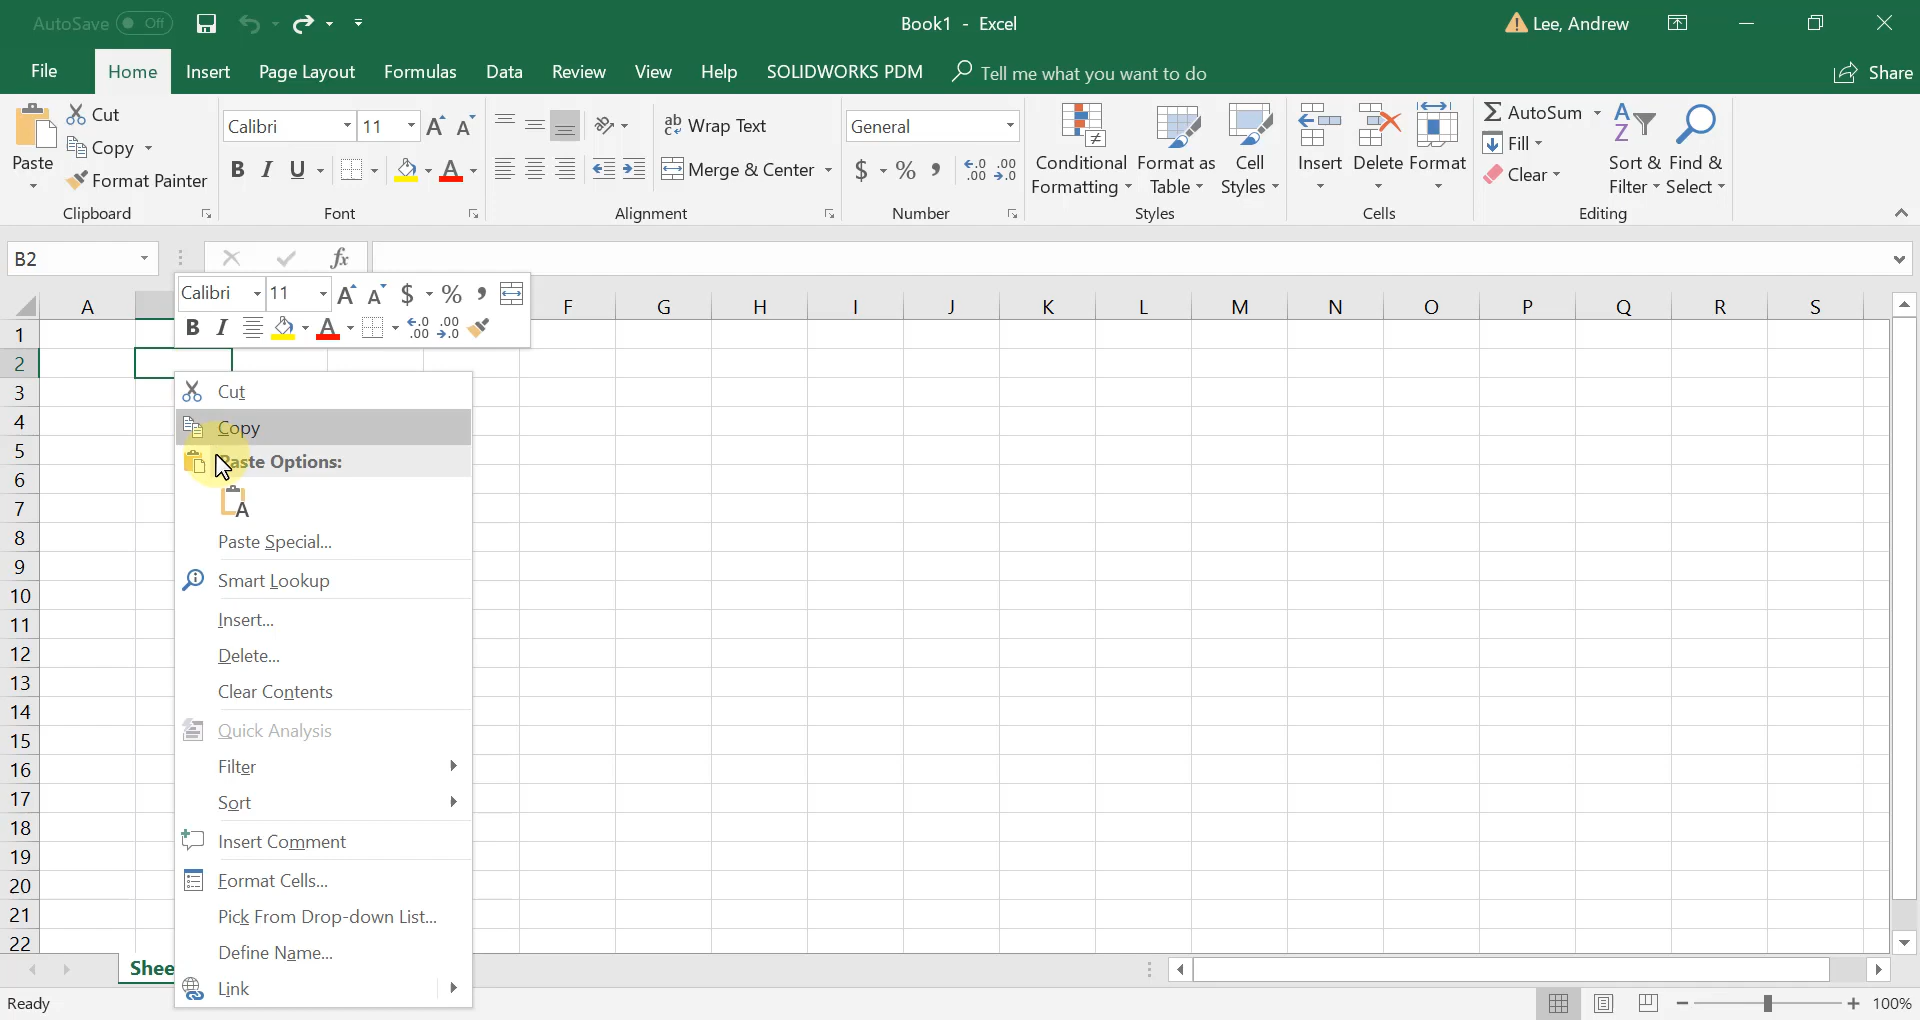 AutoSave Off Book1 - Excel Lee, Andrew
File Home Insert Page Layout Formulas Data Review View Help SOLIDWORKS PDM Tell me what you want to do Share
Paste
Cut
Copy
Format Painter
Clipboard
Calibri 11
B I U
Font
Wrap Text
Merge & Center
Alignment
General
$ % ,
Number
Conditional Formatting
Format as Table
Cell Styles
Styles
Insert Delete Format
Cells
AutoSum
Fill
Clear
Sort & Filter
Find & Select
Editing
B2 fx
Calibri 11 $ % ,
B I
A F G H I J K L M N O P Q R S
1
2
3
4
5
6
7
8
9
10
11
12
13
14
15
16
17
18
19
20
21
22
Cut
Copy
Paste Options:
Paste Special...
Smart Lookup
Insert...
Delete...
Clear Contents
Quick Analysis
Filter
Sort
Insert Comment
Format Cells...
Pick From Drop-down List...
Define Name...
Link
Shee
Ready 100%